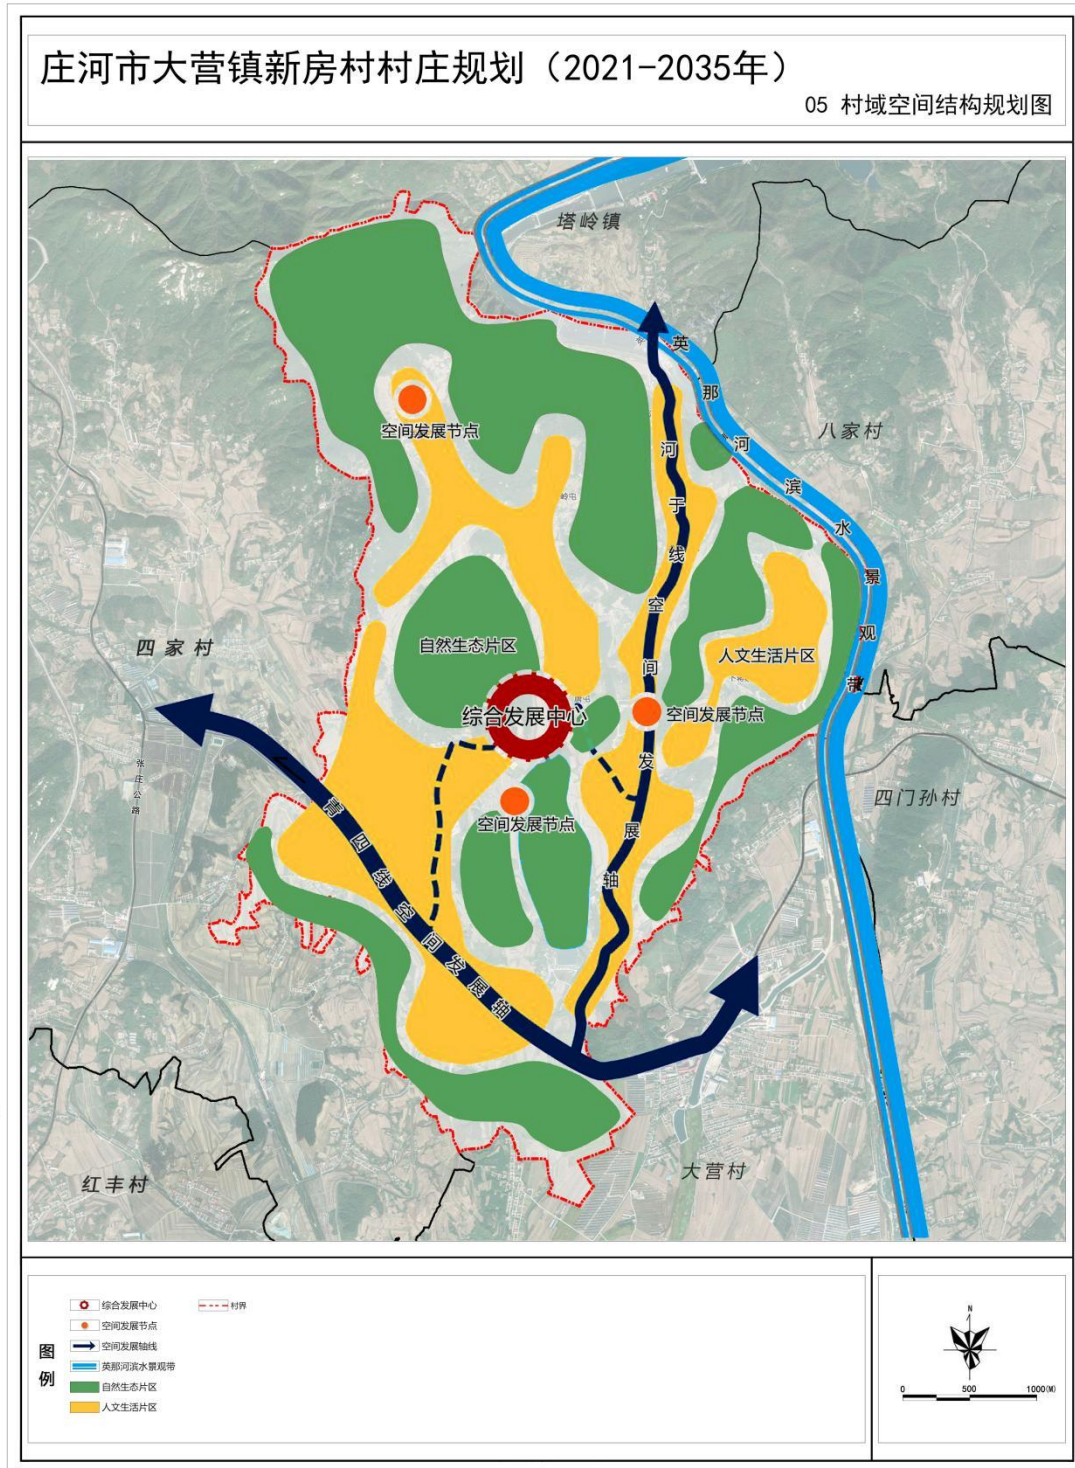 庄河市大营镇新房村村庄规划（2021-2035年）
05 村域空间结构规划图
塔岭镇
英那河滨水景观带
八家村
空间发展节点
河于线空间发展轴
岭屯
四家村
自然生态片区
人文生活片区
综合发展中心
空间发展节点
张庄公路
四门孙村
空间发展节点
青四线空间发展轴
红丰村
大营村
图例
综合发展中心
村界
空间发展节点
空间发展轴线
英那河滨水景观带
自然生态片区
人文生活片区
N
0 500 1000(M)